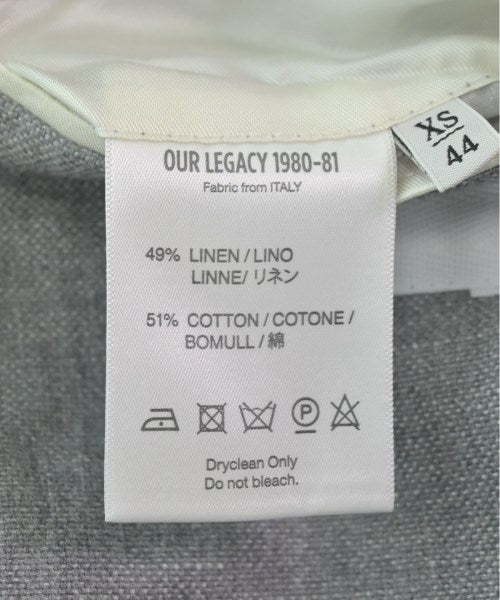 OUR LEGACY 1980-81
Fabric from ITALY
49% LINEN / LINO
LINNE/ リネン
51% COTTON / COTONE /
BOMULL / 綿
P
Dryclean Only
Do not bleach.
XS
44